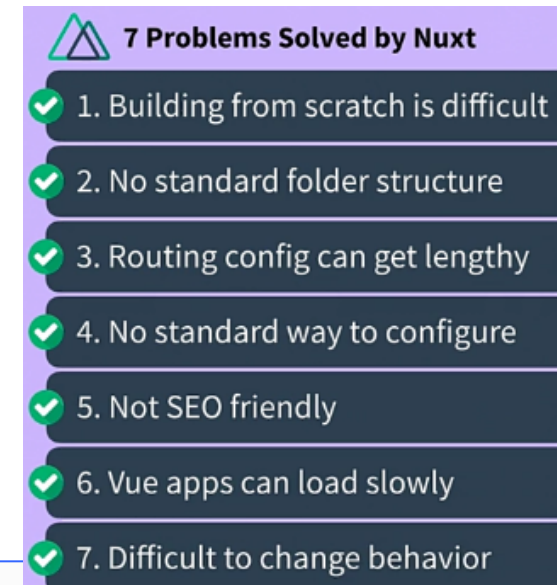 7 Problems Solved by Nuxt
1. Building from scratch is difficult
2. No standard folder structure
3. Routing config can get lengthy
4. No standard way to configure
5. Not SEO friendly
6. Vue apps can load slowly
7. Difficult to change behavior